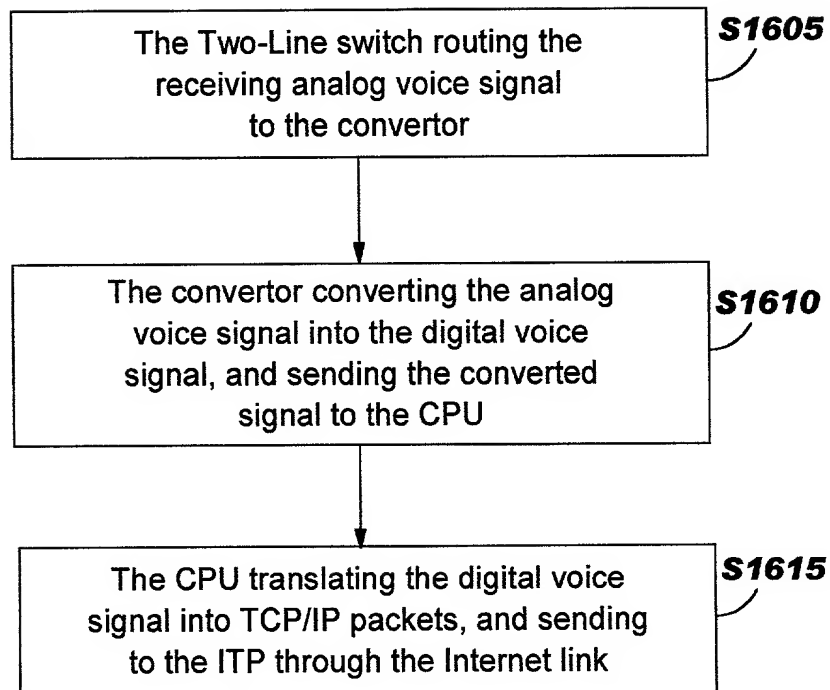 The Two-Line switch routing the
receiving analog voice signal
to the convertor
S1605
The convertor converting the analog
voice signal into the digital voice
signal, and sending the converted
signal to the CPU
S1610
The CPU translating the digital voice
signal into TCP/IP packets, and sending
to the ITP through the Internet link
S1615